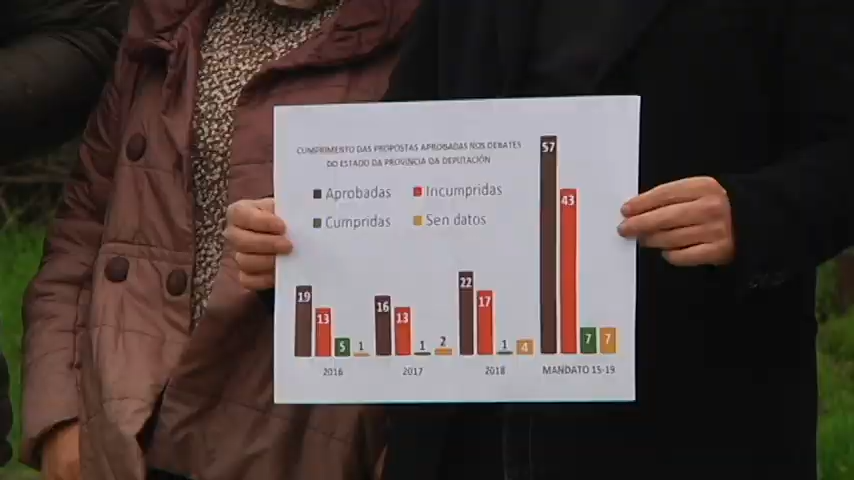 CUMPRIMENTO DAS PROPOSTAS APROBADAS NOS DEBATES
DO ESTADO DA PROVINCIA DA DEPUTACIÓN
Aprobadas Incumpridas
Cumpridas Sen datos
57
43
19 13 5 1
16 13 1 2
22 17 1 4
7 7
2016 2017 2018 MANDATO 15-19